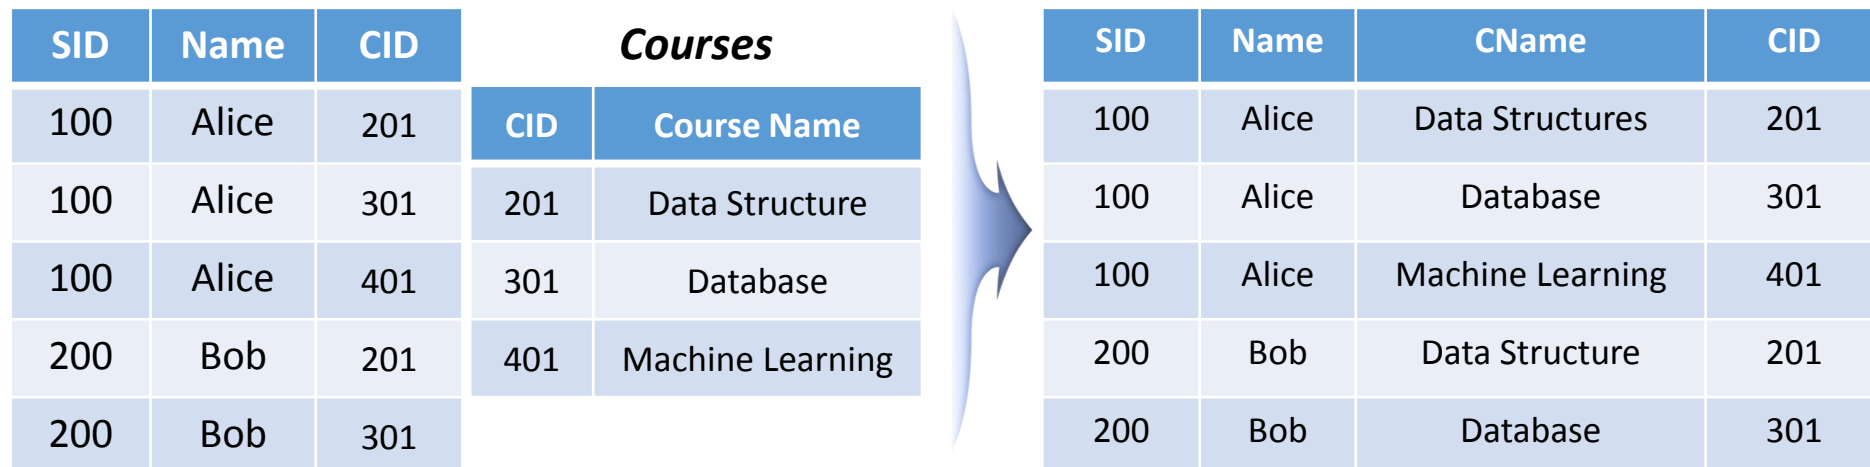 SID Name CID
100 Alice 201
100 Alice 301
100 Alice 401
200 Bob 201
200 Bob 301
Courses
CID Course Name
201 Data Structure
301 Database
401 Machine Learning
SID Name CName CID
100 Alice Data Structures 201
100 Alice Database 301
100 Alice Machine Learning 401
200 Bob Data Structure 201
200 Bob Database 301